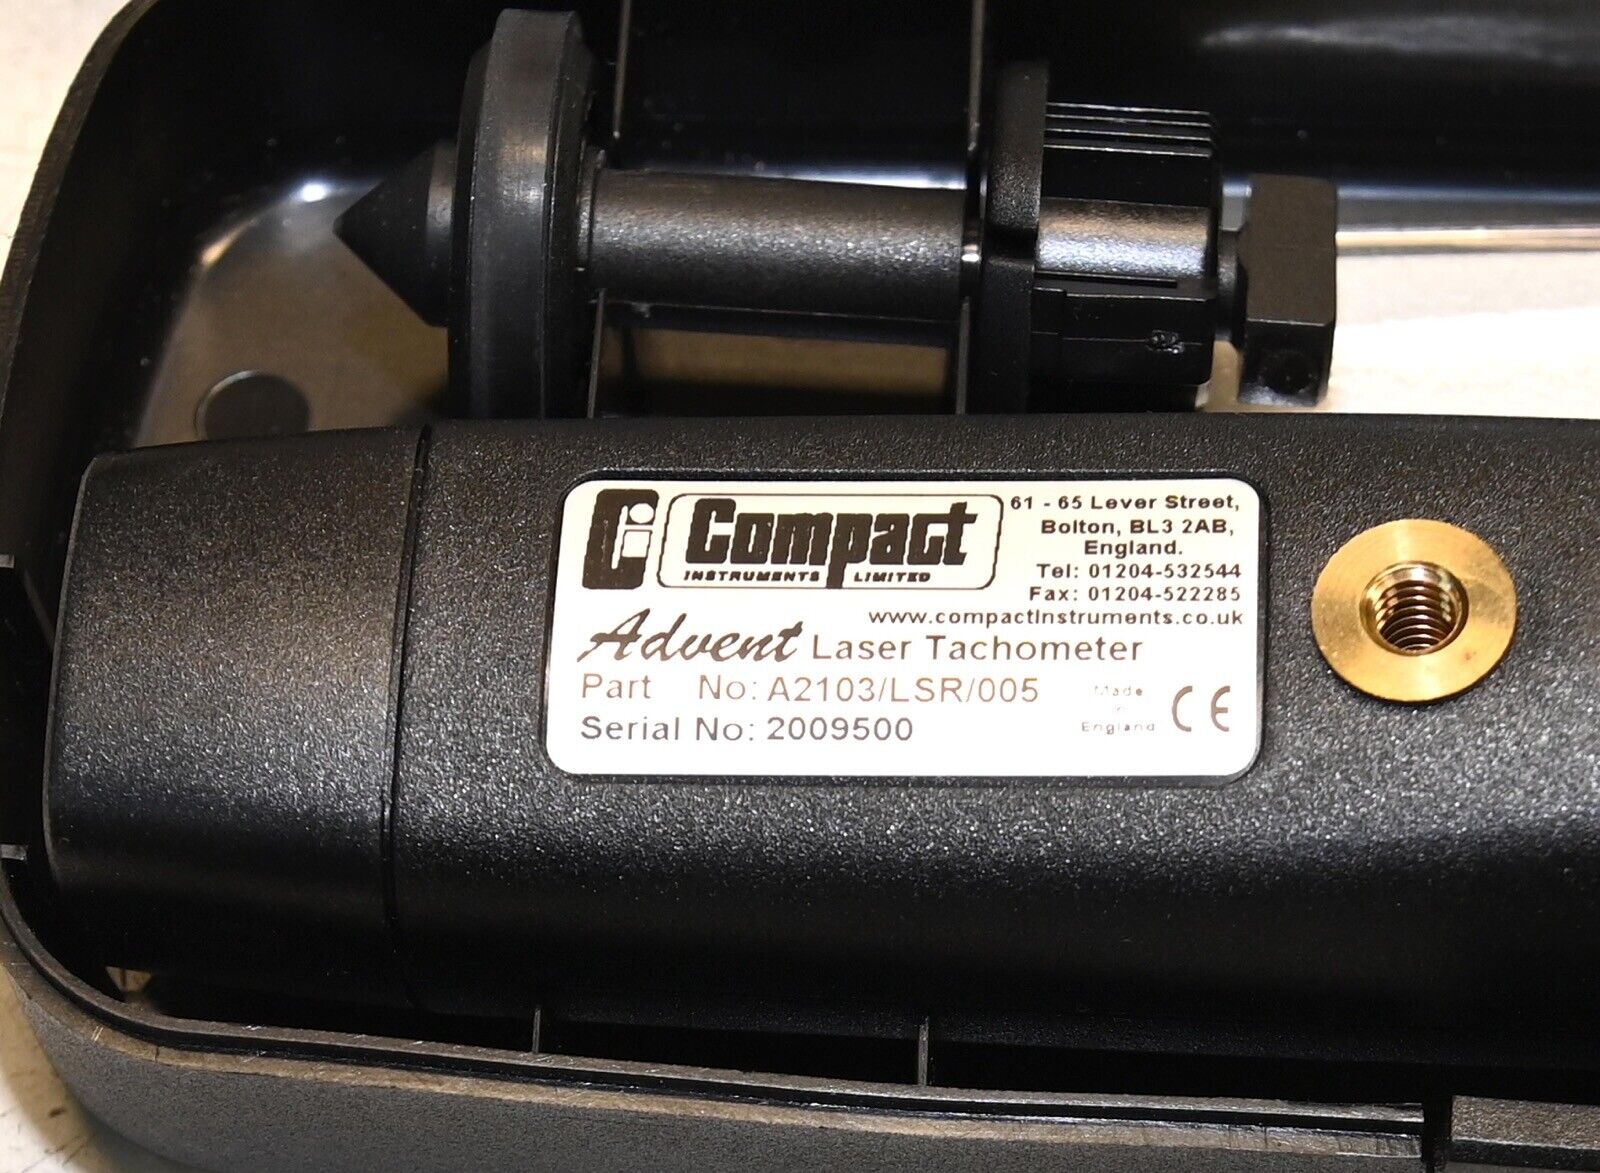 Ci Compact
INSTRUMENTS LIMITED
61 - 65 Lever Street,
Bolton, BL3 2AB,
England.
Tel: 01204-532544
Fax: 01204-522285
www.compactinstruments.co.uk
Advent Laser Tachometer
Part No: A2103/LSR/005
Serial No: 2009500
Made
in
England
CE